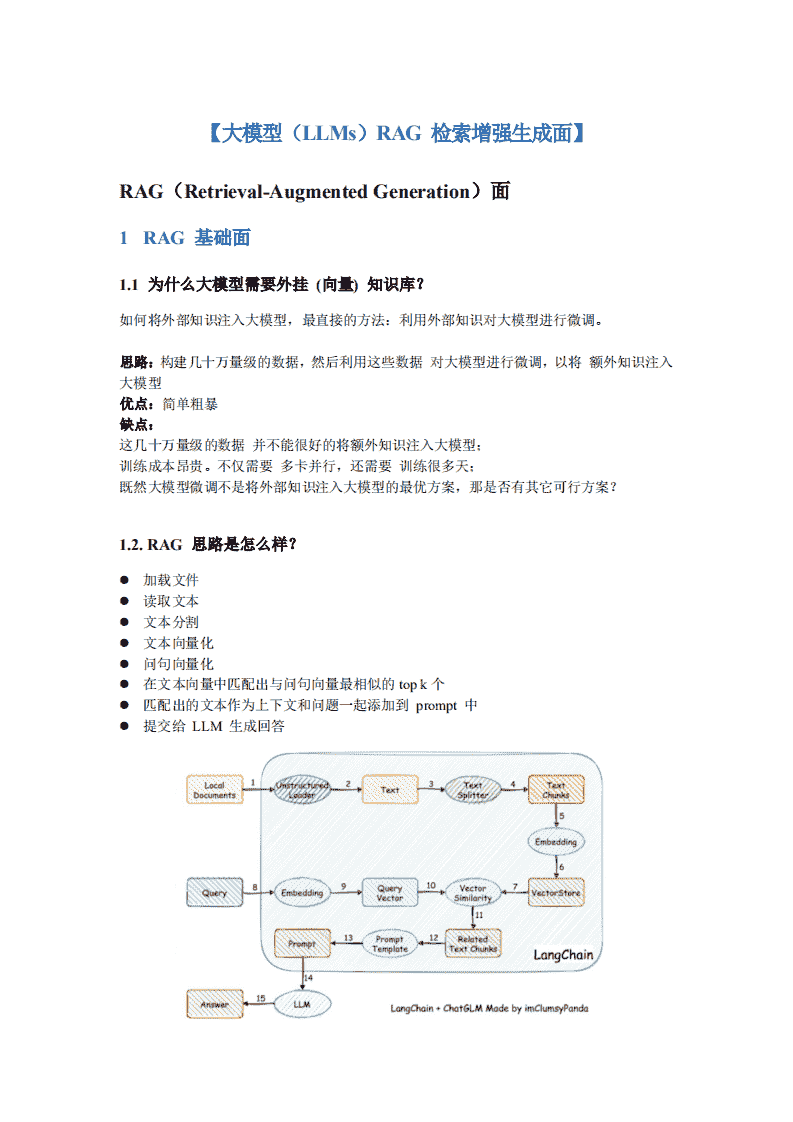 【大模型（LLMs）RAG 检索增强生成面】
RAG（Retrieval-Augmented Generation）面
1 RAG 基础面
1.1 为什么大模型需要外挂 (向量) 知识库？
如何将外部知识注入大模型，最直接的方法：利用外部知识对大模型进行微调。
思路：构建几十万量级的数据，然后利用这些数据 对大模型进行微调，以将 额外知识注入
大模型
优点：简单粗暴
缺点：
这几十万量级的数据 并不能很好的将额外知识注入大模型；
训练成本昂贵。不仅需要 多卡并行，还需要 训练很多天；
既然大模型微调不是将外部知识注入大模型的最优方案，那是否有其它可行方案？
1.2. RAG 思路是怎么样？
● 加载文件
● 读取文本
● 文本分割
● 文本向量化
● 问句向量化
● 在文本向量中匹配出与问句向量最相似的 top k 个
● 匹配出的文本作为上下文和问题一起添加到 prompt 中
● 提交给 LLM 生成回答
Local
Documents
1
Unstructured
Loader
2
Text
3
Text
Splitter
4
Text
Chunks
5
Embedding
6
Query
8
Embedding
9
Query
Vector
10
Vector
Similarity
7
VectorStore
11
Prompt
13
Prompt
Template
12
Related
Text Chunks
LangChain
14
Answer
15
LLM
LangChain + ChatGLM Made by imClumsyPanda